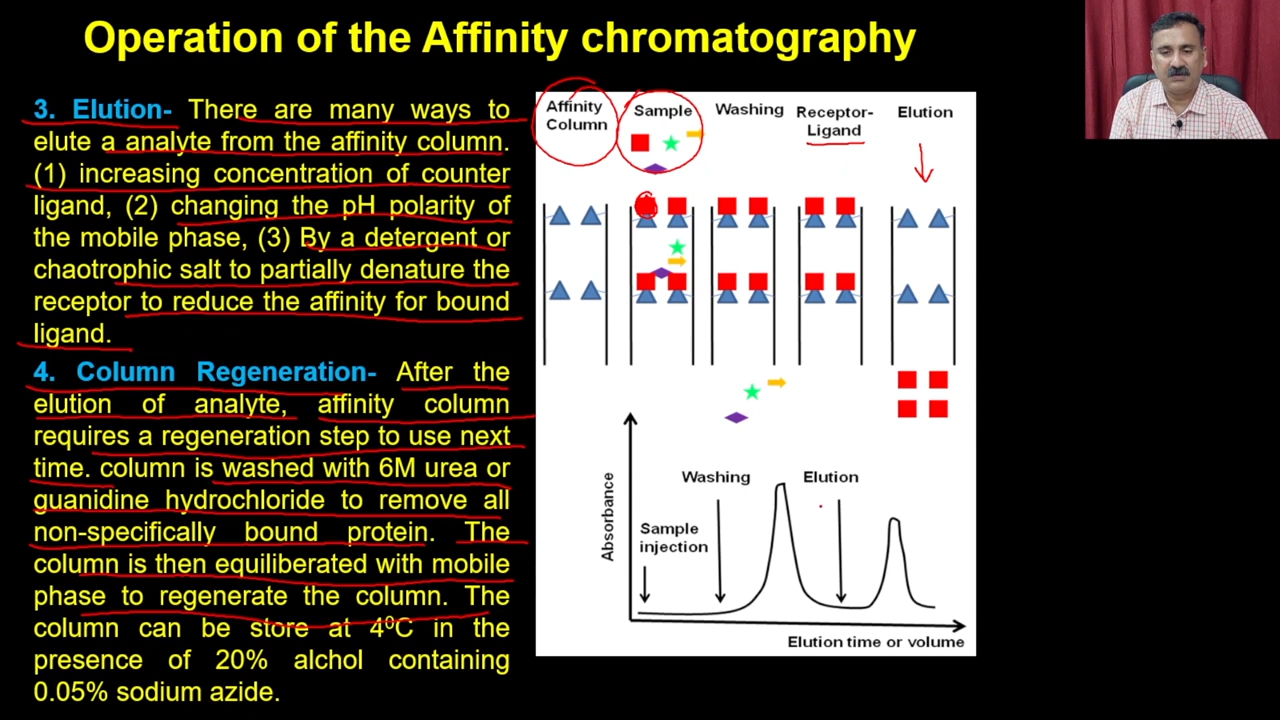 Operation of the Affinity chromatography
3. Elution- There are many ways to
elute a analyte from the affinity column.
(1) increasing concentration of counter
ligand, (2) changing the pH polarity of
the mobile phase, (3) By a detergent or
chaotrophic salt to partially denature the
receptor to reduce the affinity for bound
ligand.
4. Column Regeneration- After the
elution of analyte, affinity column
requires a regeneration step to use next
time. column is washed with 6M urea or
guanidine hydrochloride to remove all
non-specifically bound protein. The
column is then equiliberated with mobile
phase to regenerate the column. The
column can be store at 4⁰C in the
presence of 20% alchol containing
0.05% sodium azide.
Affinity
Column
Sample
Washing
Receptor-
Ligand
Elution
Absorbance
Sample
injection
Washing
Elution
Elution time or volume